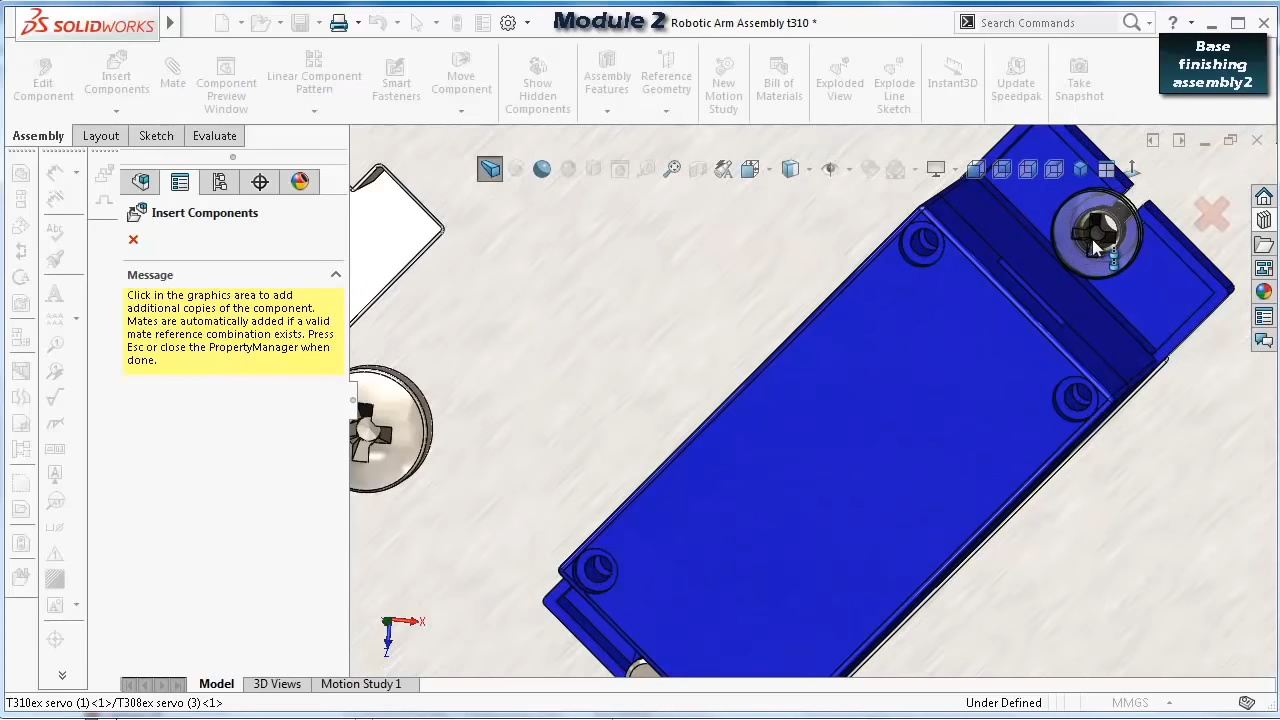 SOLIDWORKS
Module 2
Robotic Arm Assembly t310 *
Search Commands
Base
finishing
assembly2
Edit
Component
Insert
Components
Mate
Component
Preview
Window
Linear Component
Pattern
Smart
Fasteners
Move
Component
Show
Hidden
Components
Assembly
Features
Reference
Geometry
New
Motion
Study
Bill of
Materials
Exploded
View
Explode
Line
Sketch
Instant3D
Update
Speedpak
Take
Snapshot
Assembly
Layout
Sketch
Evaluate
Insert Components
Message
Click in the graphics area to add
additional copies of the component.
Mates are automatically added if a valid
mate reference combination exists. Press
Esc or close the PropertyManager when
done.
X
Z
Model
3D Views
Motion Study 1
T310ex servo (1)<1>/T308ex servo (3)<1>
Under Defined
MMGS